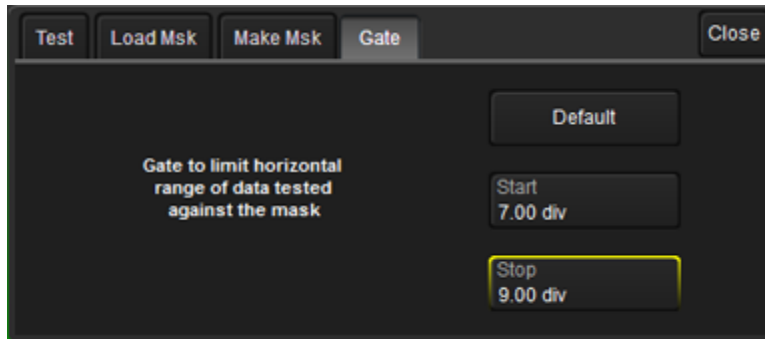 Test
Load Msk
Make Msk
Gate
Close
Default
Gate to limit horizontal
range of data tested
against the mask
Start
7.00 div
Stop
9.00 div